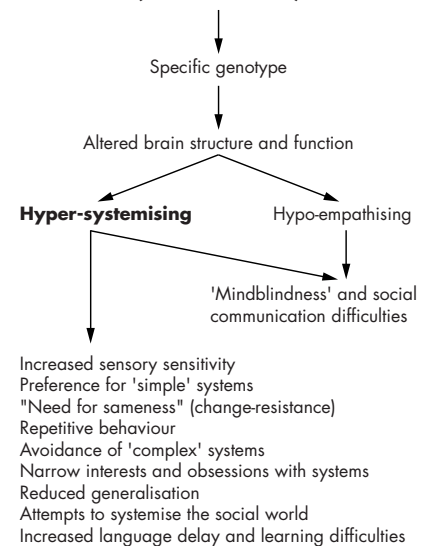 Specific genotype
Altered brain structure and function
Hyper-systemising
Hypo-empathising
'Mindblindness' and social
communication difficulties
Increased sensory sensitivity
Preference for 'simple' systems
"Need for sameness" (change-resistance)
Repetitive behaviour
Avoidance of 'complex' systems
Narrow interests and obsessions with systems
Reduced generalisation
Attempts to systemise the social world
Increased language delay and learning difficulties